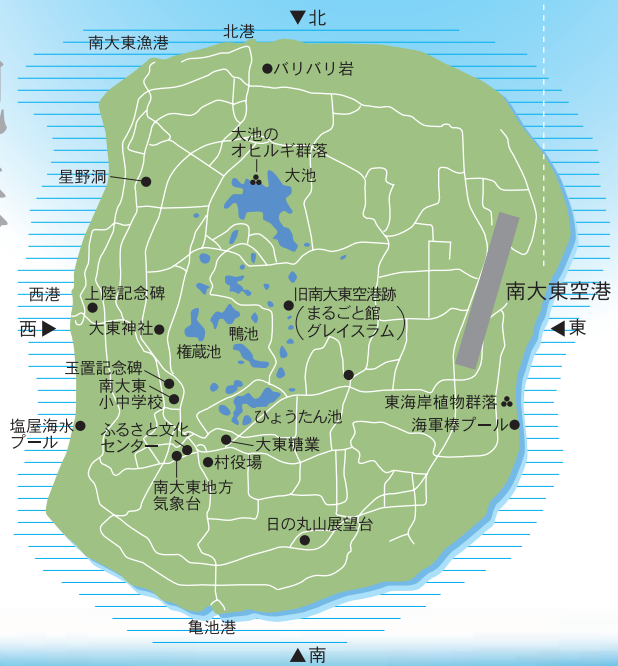 ▼北
北港
南大東漁港
バリバリ岩
大池の
オヒルギ群落
大池
星野洞
南大東空港
西港
上陸記念碑
旧南大東空港跡
(まるごと館
グレイスラム)
西▶
◀東
大東神社
鴨池
権蔵池
玉置記念碑
南大東
小中学校
東海岸植物群落
ひょうたん池
塩屋海水
プール
ふるさと文化
センター
海軍棒プール
大東糖業
村役場
南大東地方
気象台
日の丸山展望台
亀池港
▲南